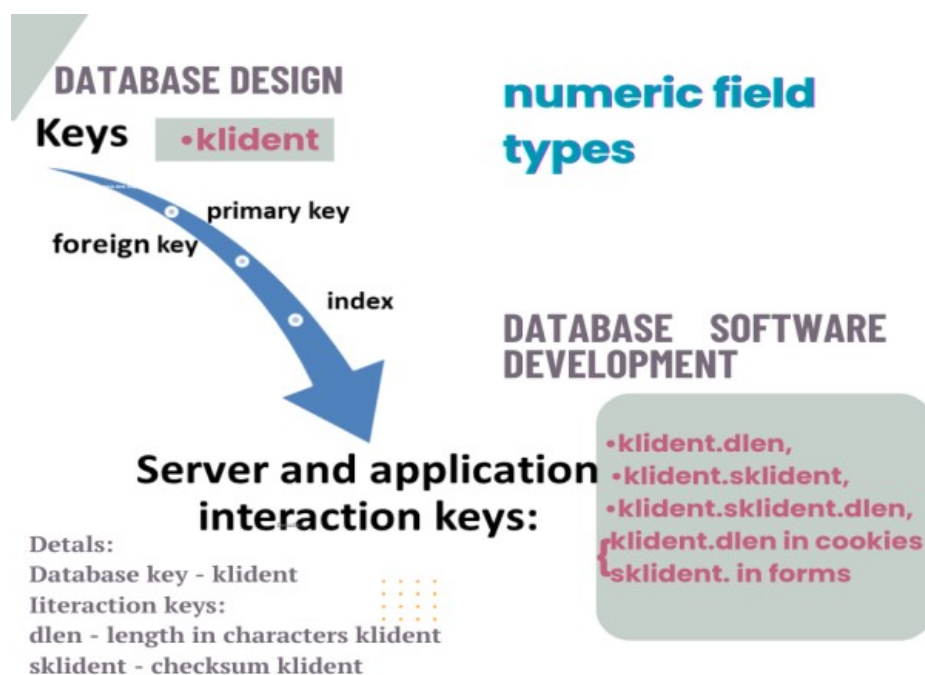 DATABASE DESIGN
Keys
•klident
primary key
foreign key
index
Server and application
interaction keys:
Detals:
Database key - klident
Iiteraction keys:
dlen - length in characters klident
sklident - checksum klident
numeric field
types
DATABASE SOFTWARE
DEVELOPMENT
•klident.dlen,
•klident.sklident,
•klident.sklident.dlen,
{klident.dlen in cookies
sklident. in forms